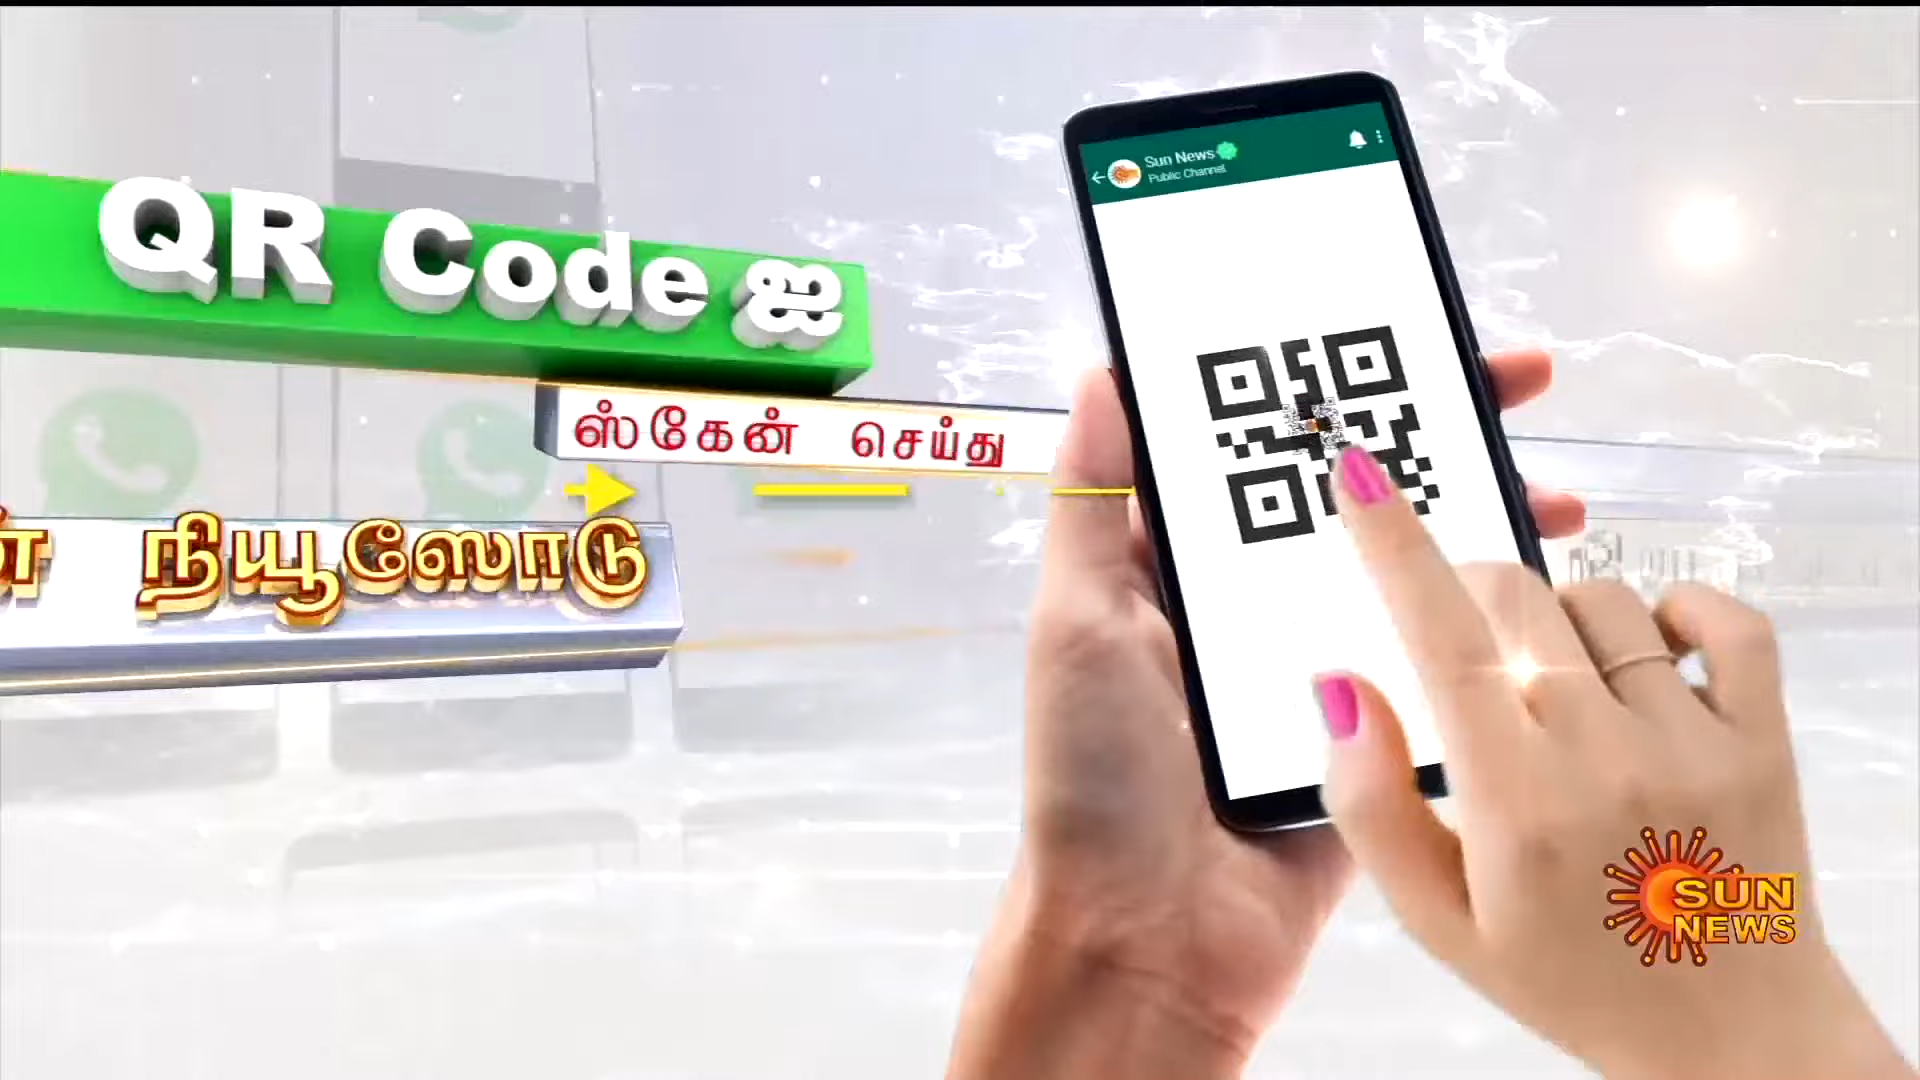 QR Code ஐ
ஸ்கேன் செய்து
நியூஸோடு
Sun News
Public Channel
SUN
NEWS